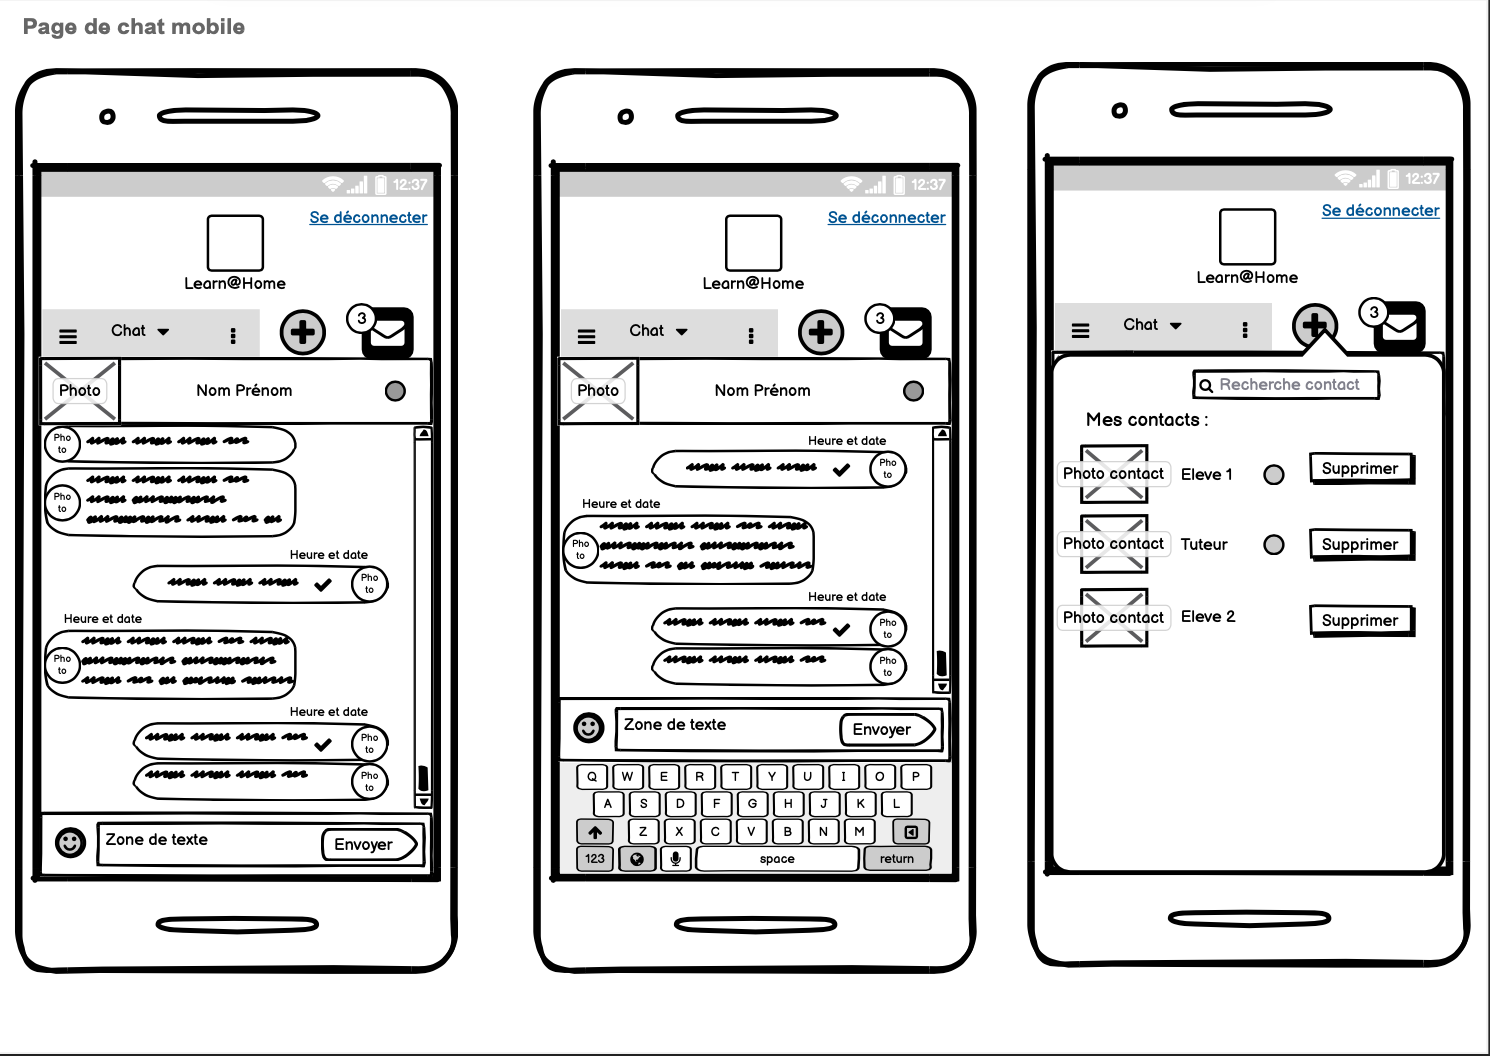 Page de chat mobile
12:37
Se déconnecter
Learn@Home
Chat
3
Photo
Nom Prénom
Pho
to
Pho
to
Heure et date
Pho
to
Heure et date
Pho
to
Heure et date
Pho
to
Pho
to
Zone de texte
Envoyer
12:37
Se déconnecter
Learn@Home
Chat
3
Photo
Nom Prénom
Heure et date
Pho
to
Heure et date
Pho
to
Heure et date
Pho
to
Pho
to
Zone de texte
Envoyer
Q W E R T Y U I O P
A S D F G H J K L
Z X C V B N M
123 space return
12:37
Se déconnecter
Learn@Home
Chat
3
Recherche contact
Mes contacts :
Photo contact Eleve 1 Supprimer
Photo contact Tuteur Supprimer
Photo contact Eleve 2 Supprimer